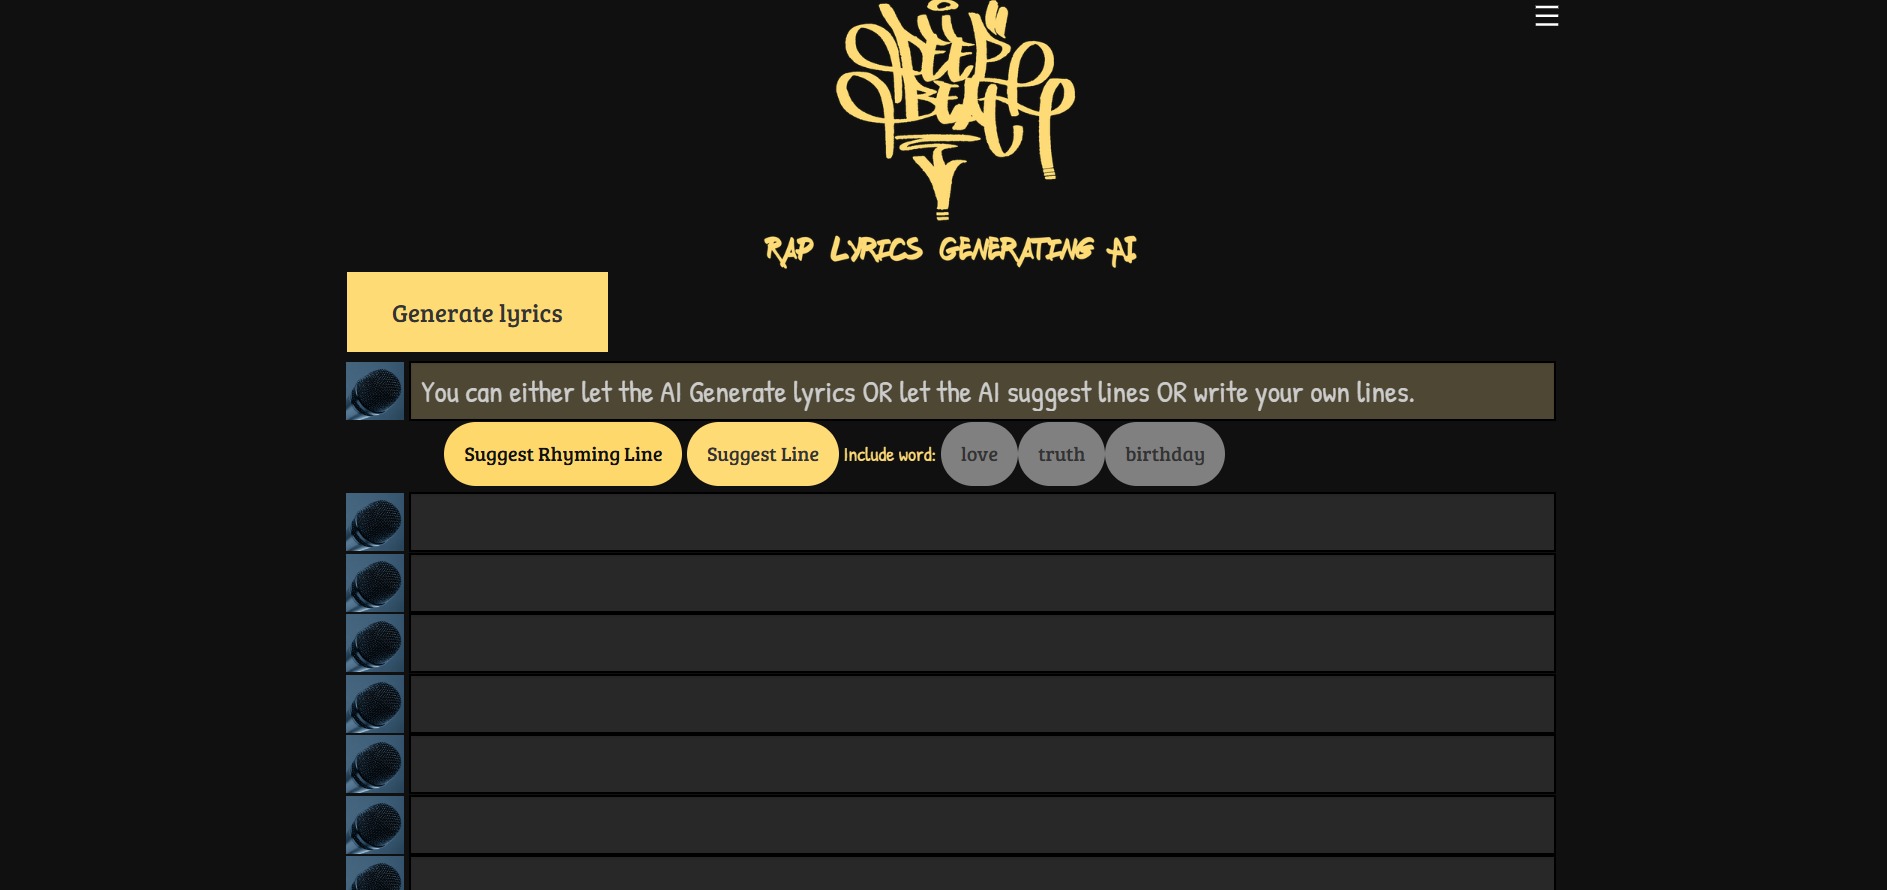 DEEP
BEAT
RAP LYRICS GENERATING AI
Generate lyrics
You can either let the AI Generate lyrics OR let the AI suggest lines OR write your own lines.
Suggest Rhyming Line Suggest Line Include word: love truth birthday